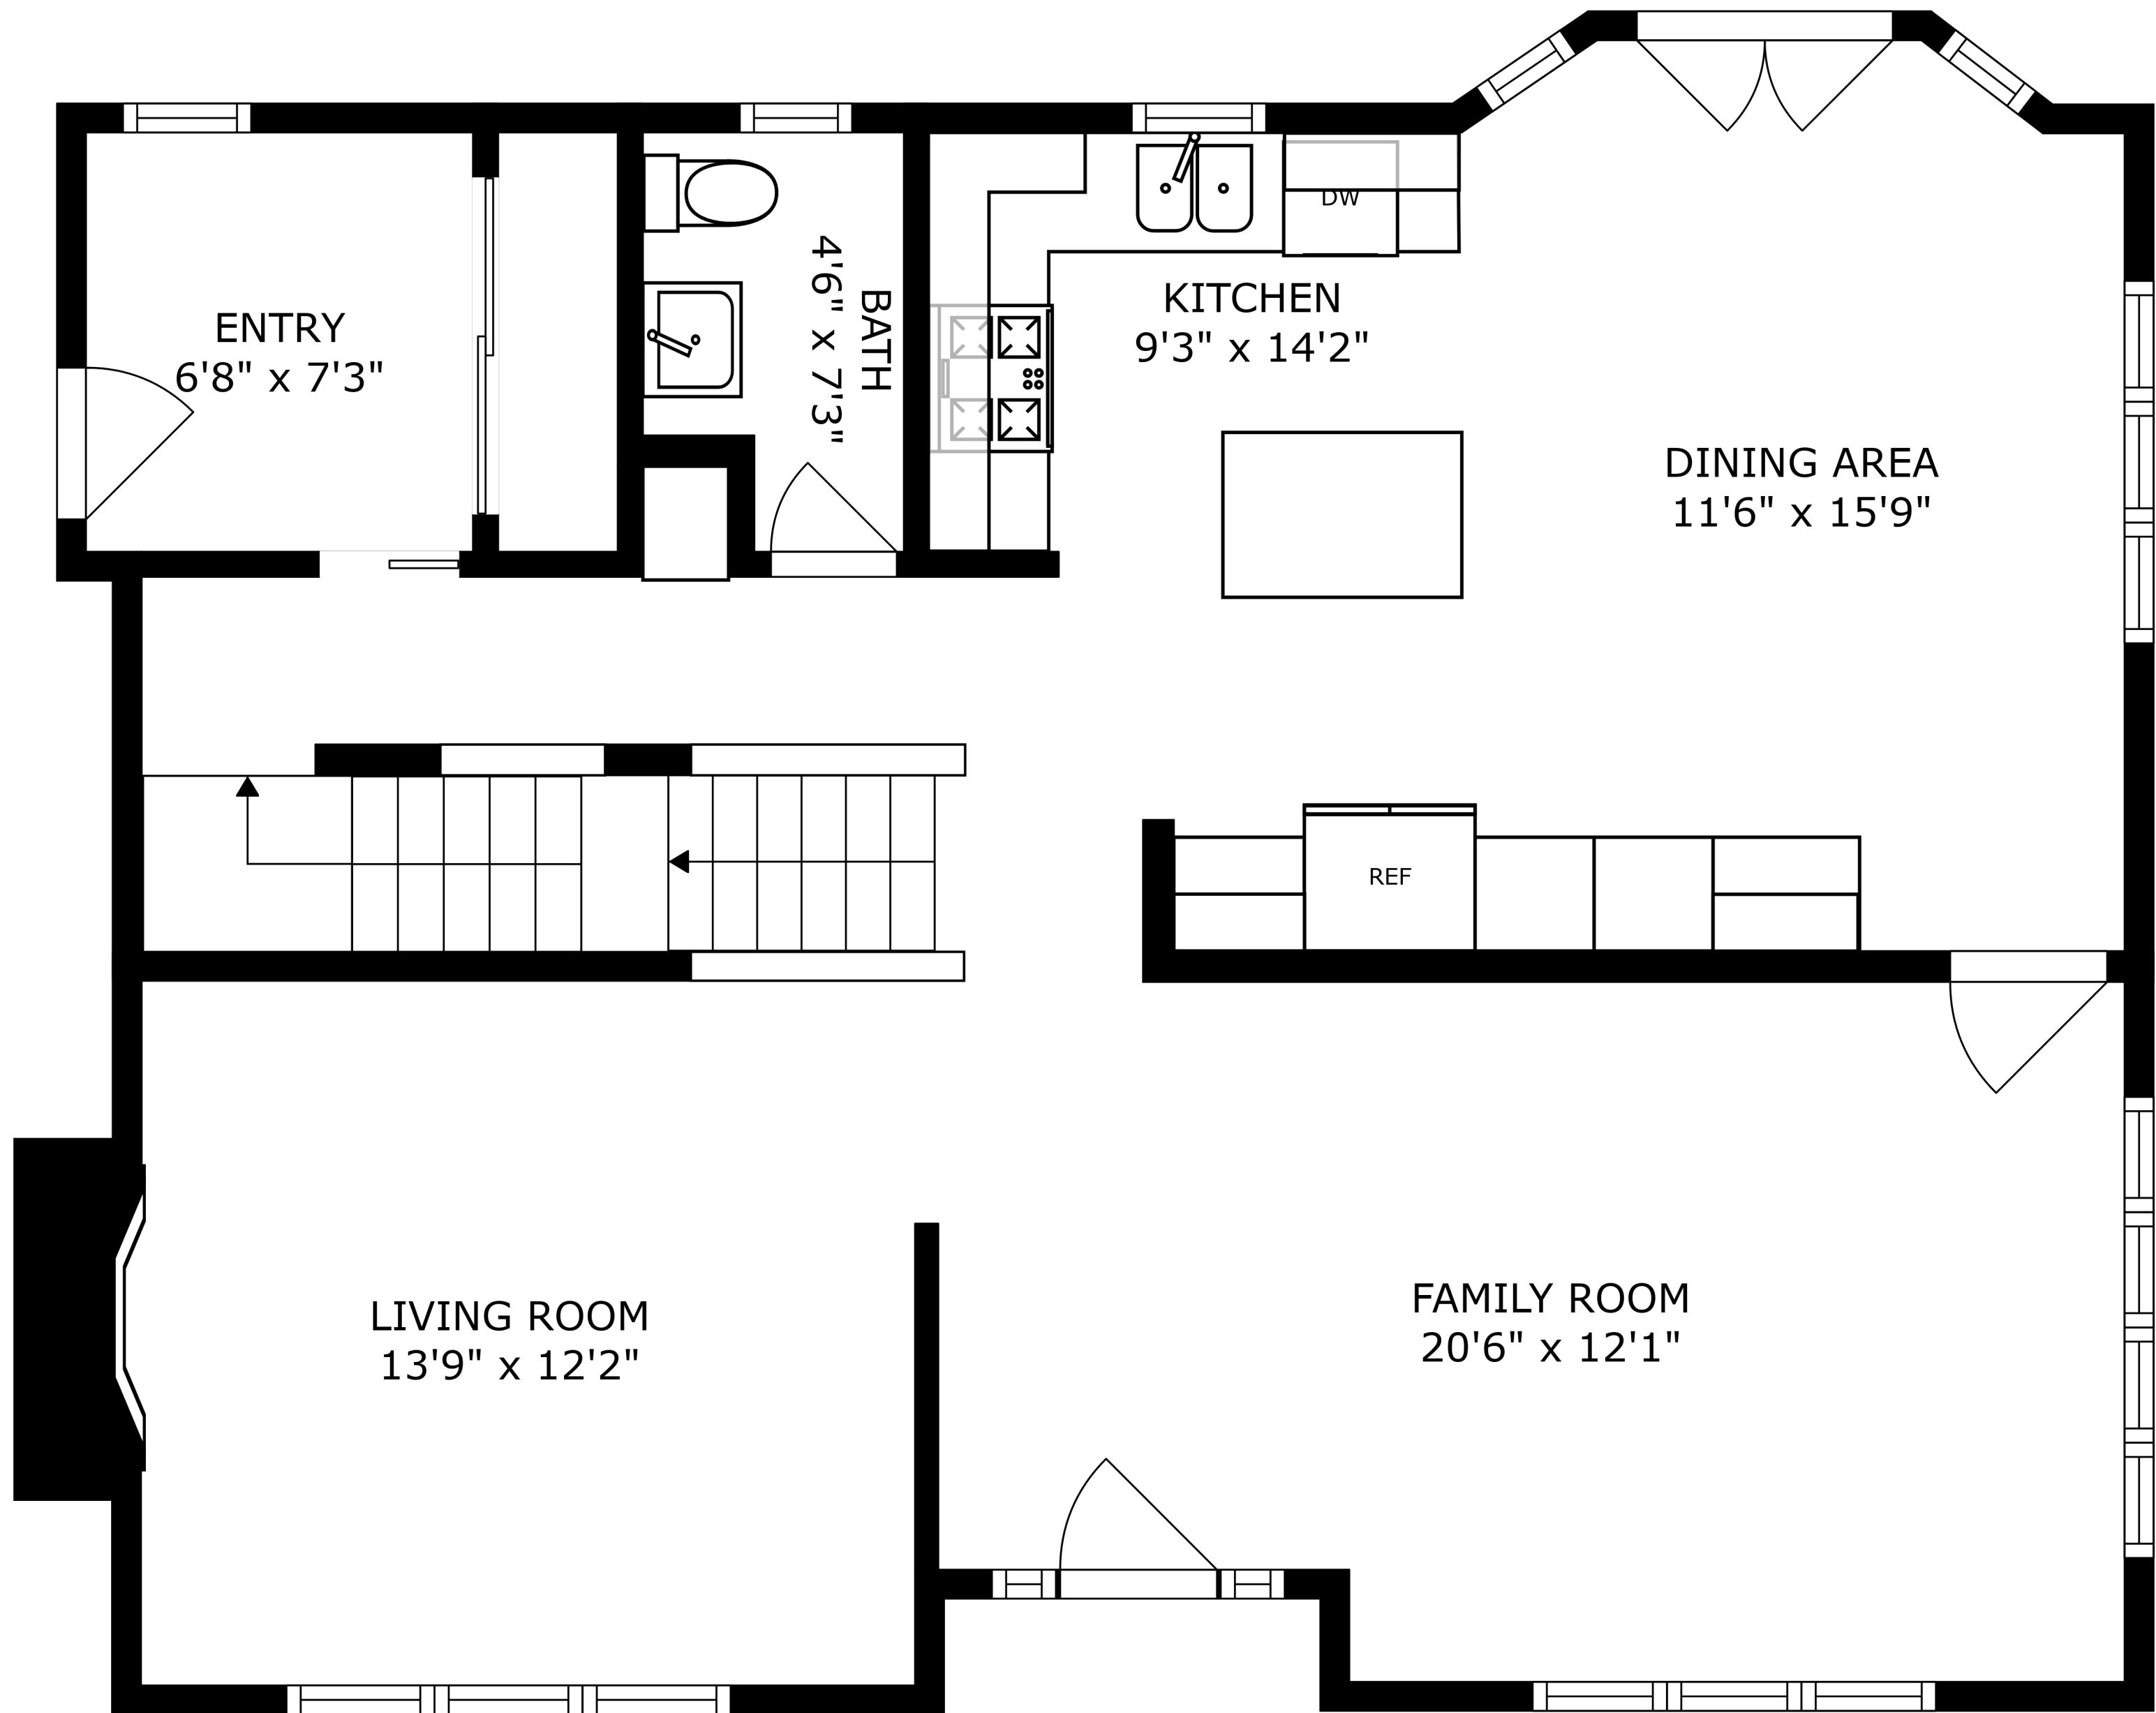 ENTRY
6'8" x 7'3"
BATH
4'6" x 7'3"
KITCHEN
9'3" x 14'2"
DW
DINING AREA
11'6" x 15'9"
REF
LIVING ROOM
13'9" x 12'2"
FAMILY ROOM
20'6" x 12'1"